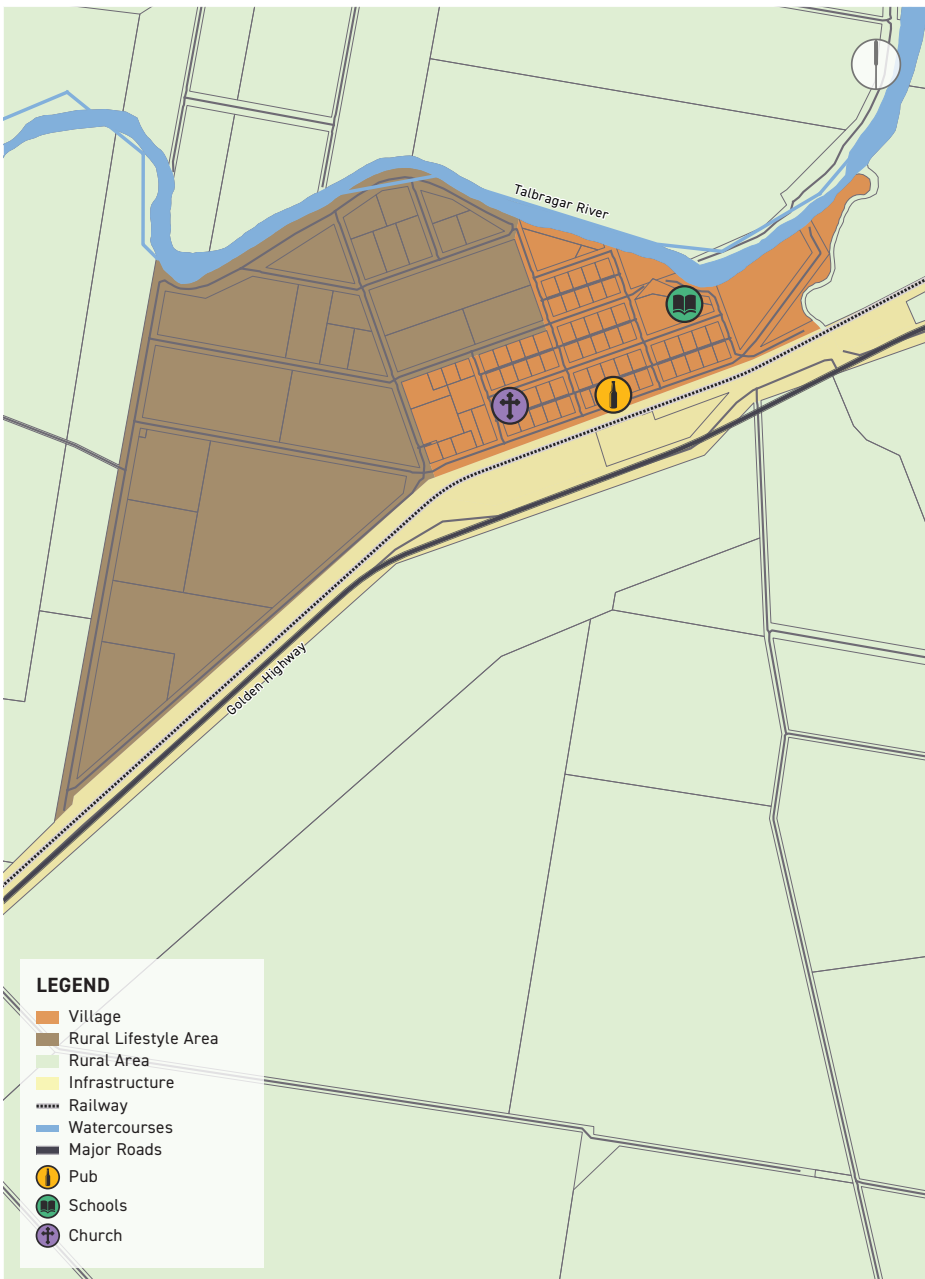 Talbragar River
Golden Highway
LEGEND
Village
Rural Lifestyle Area
Rural Area
Infrastructure
Railway
Watercourses
Major Roads
Pub
Schools
Church